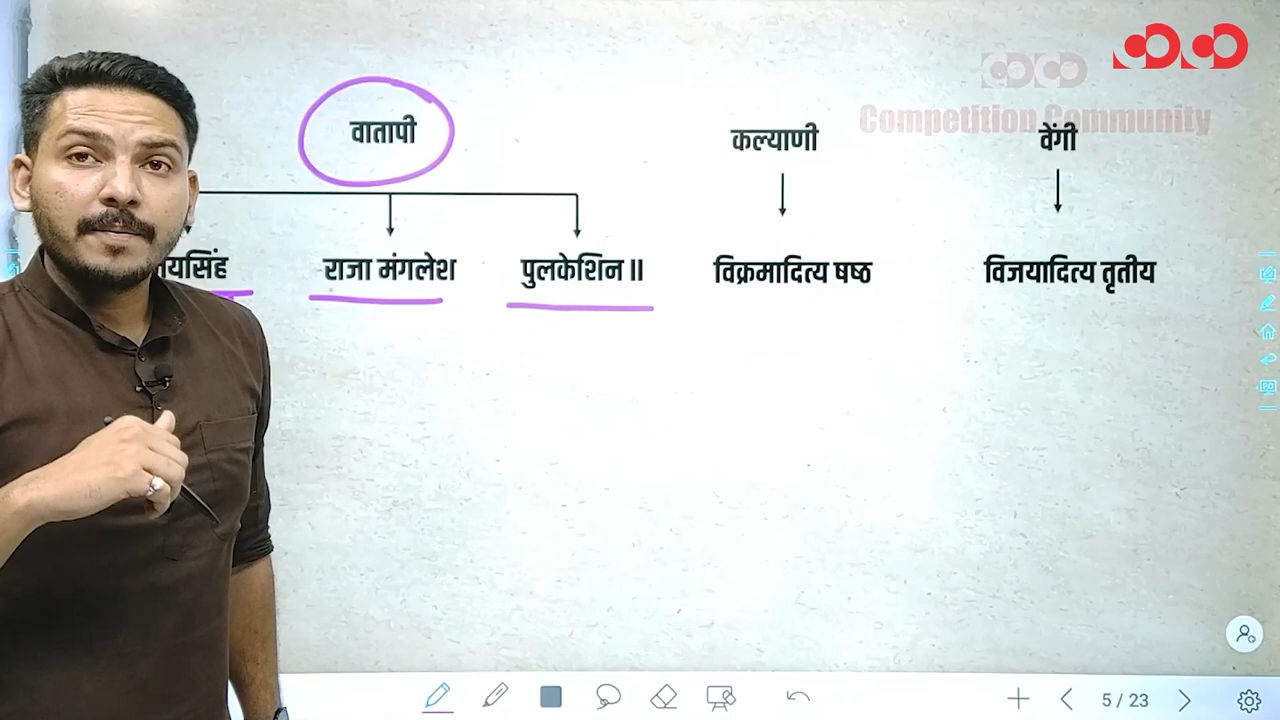 Competition Community
वातापी
कल्याणी
वेंगी
राजा मंगलेश
पुलकेशिन II
विक्रमादित्य षष्ठ
विजयादित्य तृतीय
5 / 23